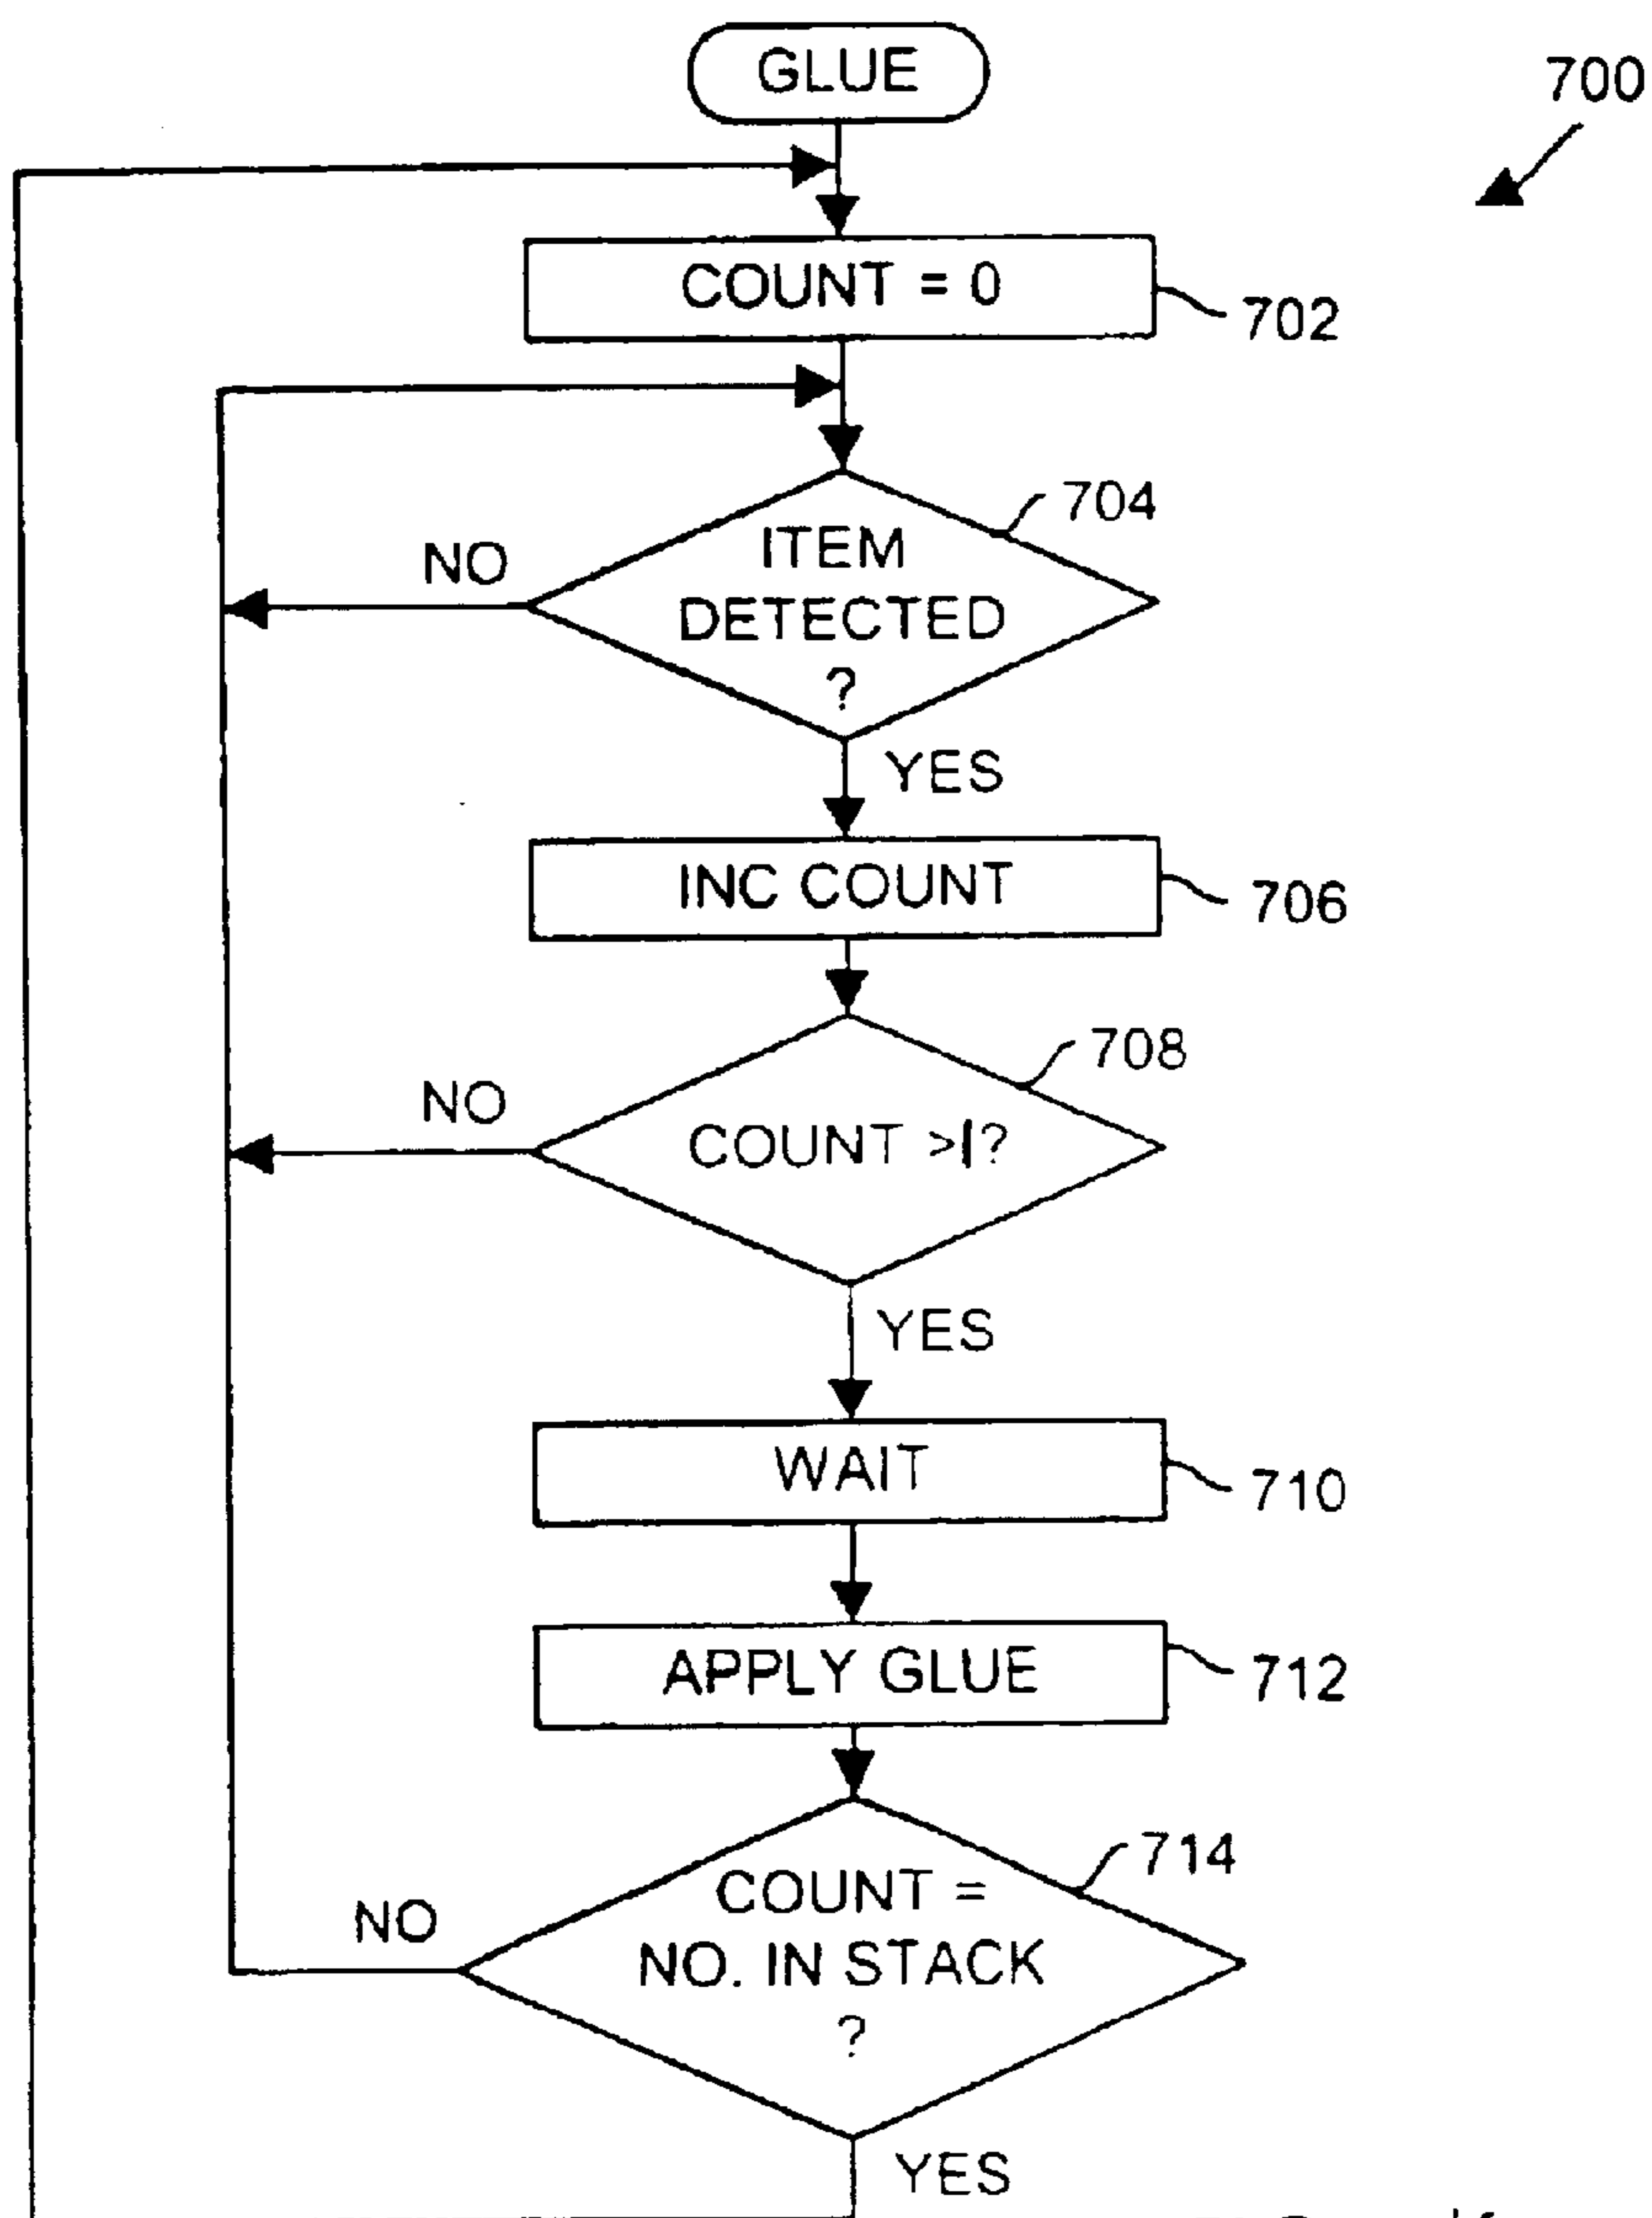 GLUE
700
COUNT = 0
702
704
ITEM
DETECTED
?
NO
YES
INC COUNT
706
708
NO
COUNT >1?
YES
WAIT
710
APPLY GLUE
712
714
COUNT =
NO. IN STACK
?
NO
YES